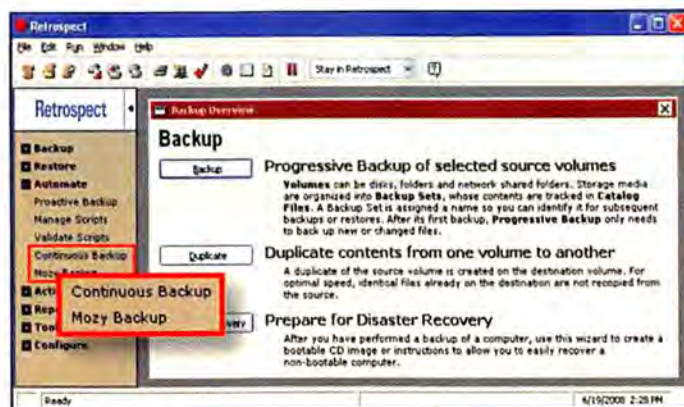 Retrospect
File Edit Run Window Help
Stay in Retrospect
Retrospect
Backup
Restore
Automate
Proactive Backup
Manage Scripts
Validate Scripts
Continuous Backup
Mozy Backup
Continuous Backup
Mozy Backup
Configure
Backup Overview
Backup
Backup
Progressive Backup of selected source volumes
Volumes can be disks, folders and network shared folders. Storage media
are organized into Backup Sets, whose contents are tracked in Catalog
Files. A Backup Set is assigned a name so you can identify it for subsequent
backups or restores. After its first backup, Progressive Backup only needs
to back up new or changed files.
Duplicate
Duplicate contents from one volume to another
A duplicate of the source volume is created on the destination volume. For
optimal speed, identical files already on the destination are not recopied from
the source.
Prepare for Disaster Recovery
After you have performed a backup of a computer, use this wizard to create a
bootable CD image or instructions to allow you to easily recover a
non-bootable computer.
Ready